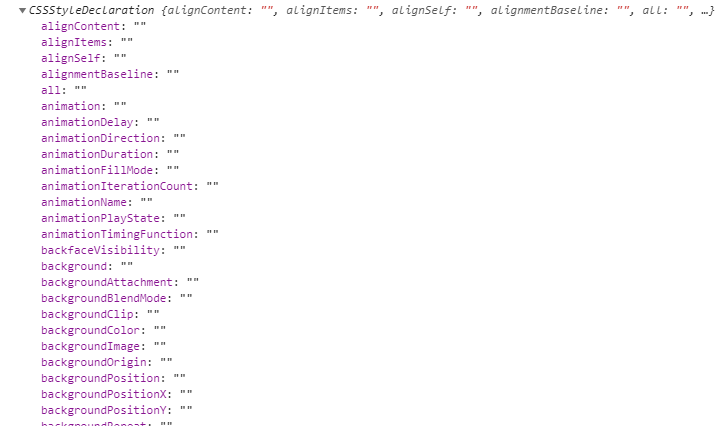 CSSStyleDeclaration {alignContent: "", alignItems: "", alignSelf: "", alignmentBaseline: "", all: "", …}
alignContent: ""
alignItems: ""
alignSelf: ""
alignmentBaseline: ""
all: ""
animation: ""
animationDelay: ""
animationDirection: ""
animationDuration: ""
animationFillMode: ""
animationIterationCount: ""
animationName: ""
animationPlayState: ""
animationTimingFunction: ""
backfaceVisibility: ""
background: ""
backgroundAttachment: ""
backgroundBlendMode: ""
backgroundClip: ""
backgroundColor: ""
backgroundImage: ""
backgroundOrigin: ""
backgroundPosition: ""
backgroundPositionX: ""
backgroundPositionY: ""
backgroundRepeat: ""